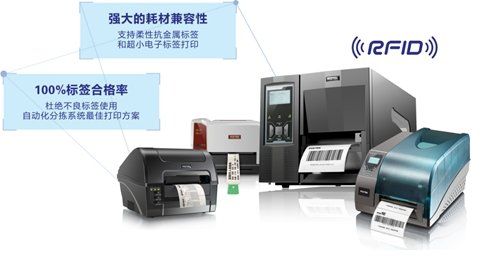 强大的耗材兼容性
支持柔性抗金属标签
和超小电子标签打印
RFID
100%标签合格率
杜绝不良标签使用
自动化分拣系统最佳打印方案
POSTEK